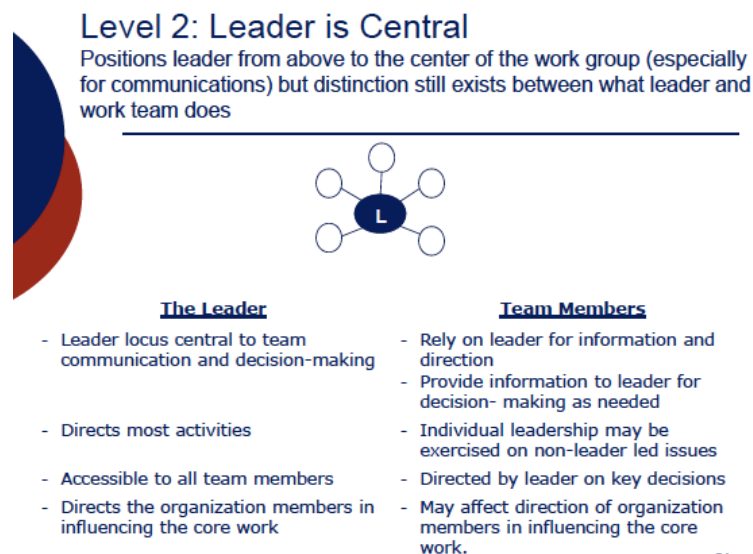 Level 2: Leader is Central
Positions leader from above to the center of the work group (especially
for communications) but distinction still exists between what leader and
work team does
L
The Leader
- Leader locus central to team
communication and decision-making
- Directs most activities
- Accessible to all team members
- Directs the organization members in
influencing the core work
Team Members
- Rely on leader for information and
direction
- Provide information to leader for
decision- making as needed
- Individual leadership may be
exercised on non-leader led issues
- Directed by leader on key decisions
- May affect direction of organization
members in influencing the core
work.